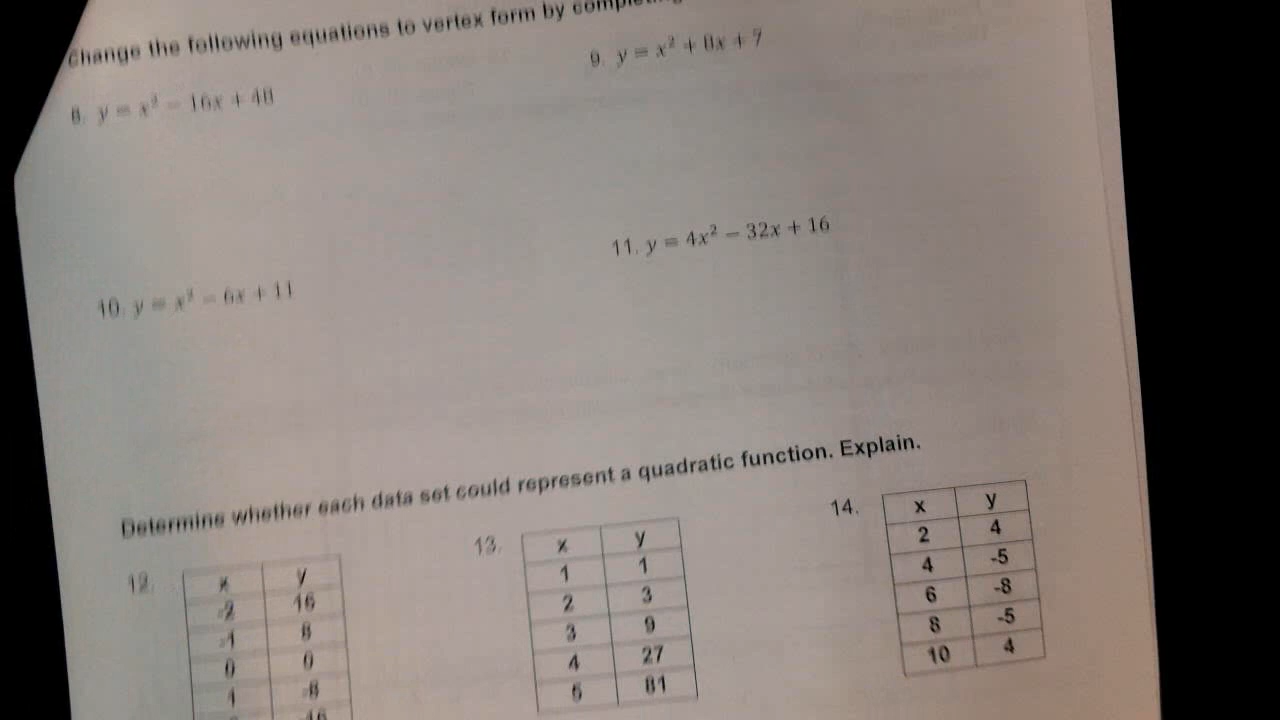 Change the following equations to vertex form by
8. y = x² − 16x + 48
9. y = x² + 8x + 7
10. y = x² − 6x + 11
11. y = 4x² − 32x + 16
Determine whether each data set could represent a quadratic function. Explain.
12.
x y
-2 16
-1 8
0 0
1 -8
-16
13.
x y
1 1
2 3
3 9
4 27
5 81
14.
x y
2 4
4 -5
6 -8
8 -5
10 4